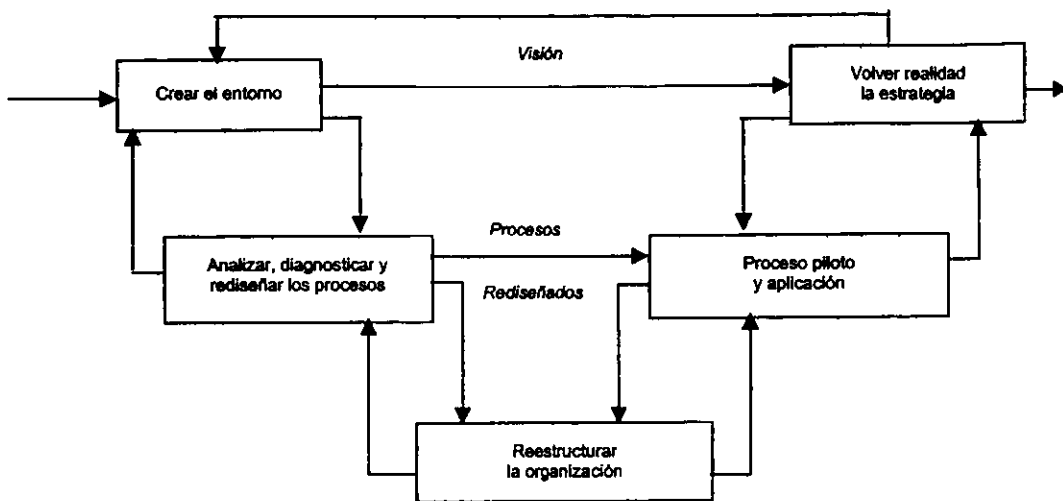 Visión
Crear el entorno
Volver realidad
la estrategia
Procesos
Analizar, diagnosticar y
rediseñar los procesos
Rediseñados
Proceso piloto
y aplicación
Reestructurar
la organización